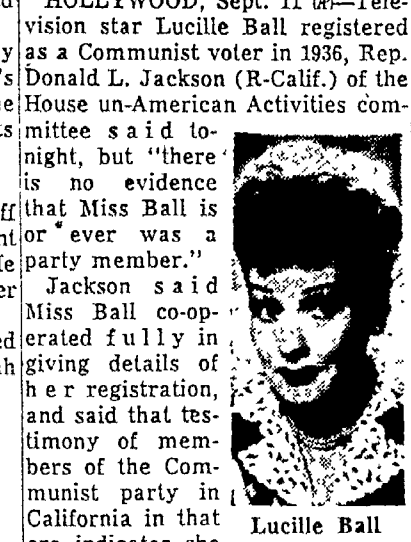 HOLLYWOOD, Sept. 11 (AP)—Tele-
vision star Lucille Ball registered
as a Communist voter in 1936, Rep.
Donald L. Jackson (R-Calif.) of the
House un-American Activities com-
mittee said to-
night, but "there
is no evidence
that Miss Ball is
or ever was a
party member."
Jackson said
Miss Ball co-op-
erated fully in
giving details of
her registration,
and said that tes-
timony of mem-
bers of the Com-
munist party in
California in that
Lucille Ball